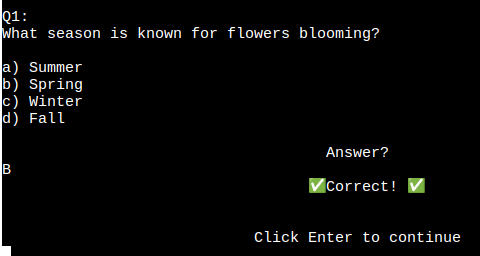 Q1:
What season is known for flowers blooming?
a) Summer
b) Spring
c) Winter
d) Fall
Answer?
B
✅Correct! ✅
Click Enter to continue